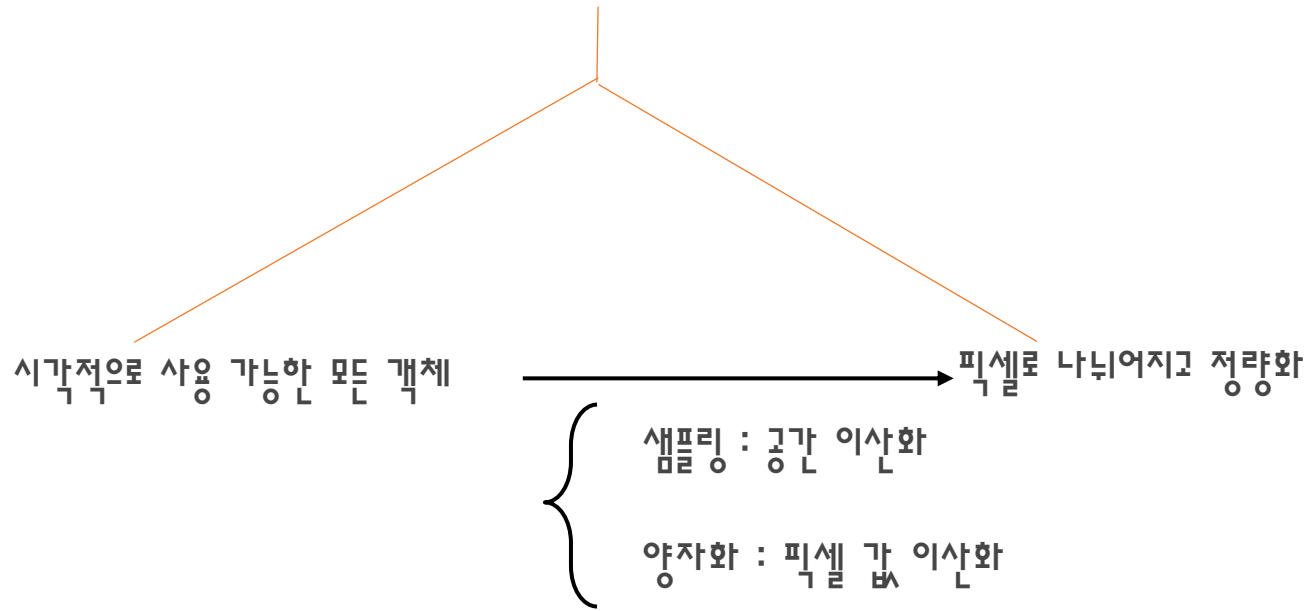 시각적으로 사용 가능한 모든 객체
픽셀로 나뉘어지고 정량화
샘플링 : 공간 이산화
양자화 : 픽셀 값 이산화